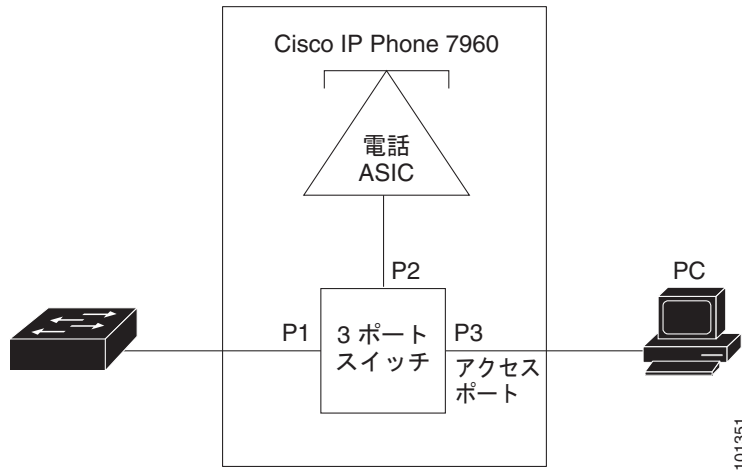 Cisco IP Phone 7960
電話
ASIC
P2
PC
P1
3 ポート
スイッチ
P3
アクセス
ポート
101351